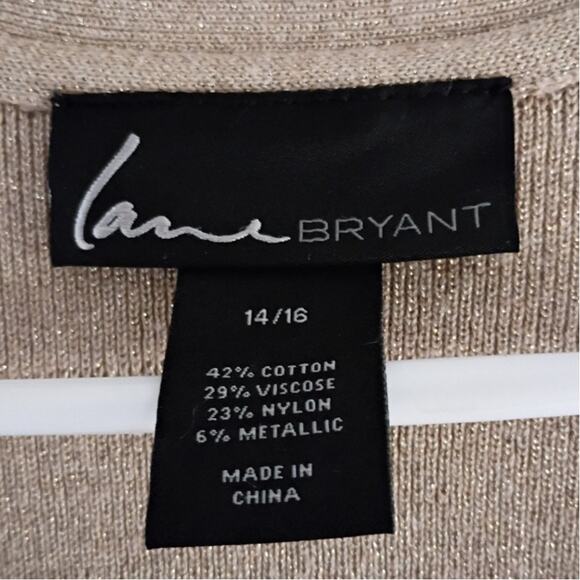 lane BRYANT
14/16
42% COTTON
29% VISCOSE
23% NYLON
6% METALLIC
MADE IN
CHINA